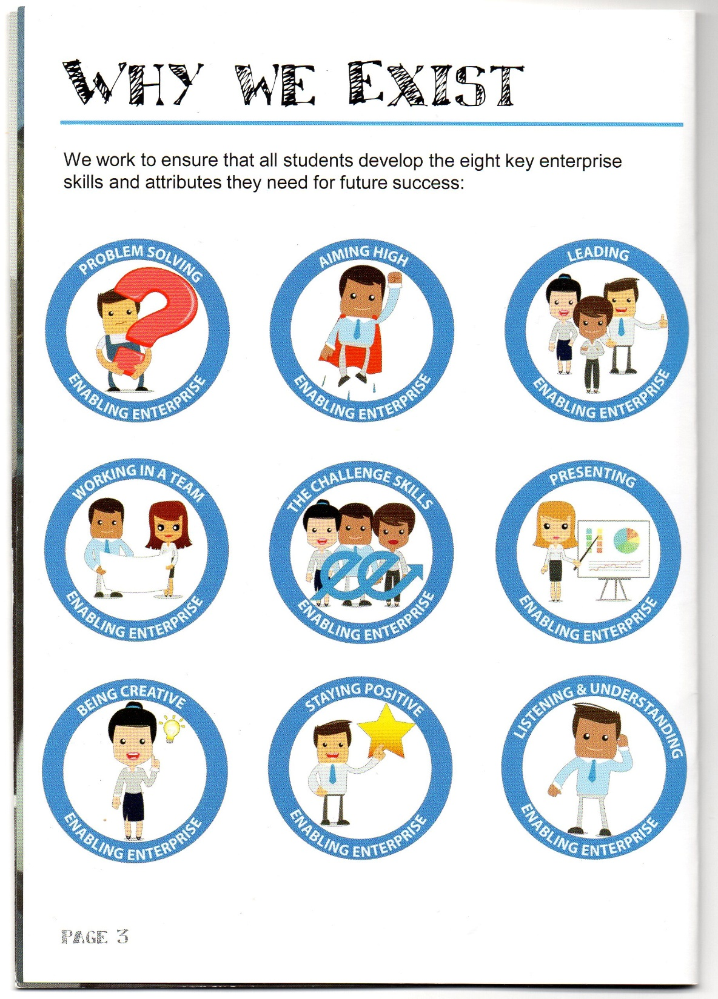 WHY WE EXIST
We work to ensure that all students develop the eight key enterprise
skills and attributes they need for future success:
PROBLEM SOLVING
ENABLING ENTERPRISE
AIMING HIGH
ENABLING ENTERPRISE
LEADING
ENABLING ENTERPRISE
WORKING IN A TEAM
ENABLING ENTERPRISE
THE CHALLENGE SKILLS
ee
ENABLING ENTERPRISE
PRESENTING
ENABLING ENTERPRISE
BEING CREATIVE
ENABLING ENTERPRISE
STAYING POSITIVE
ENABLING ENTERPRISE
LISTENING & UNDERSTANDING
ENABLING ENTERPRISE
PAGE 3